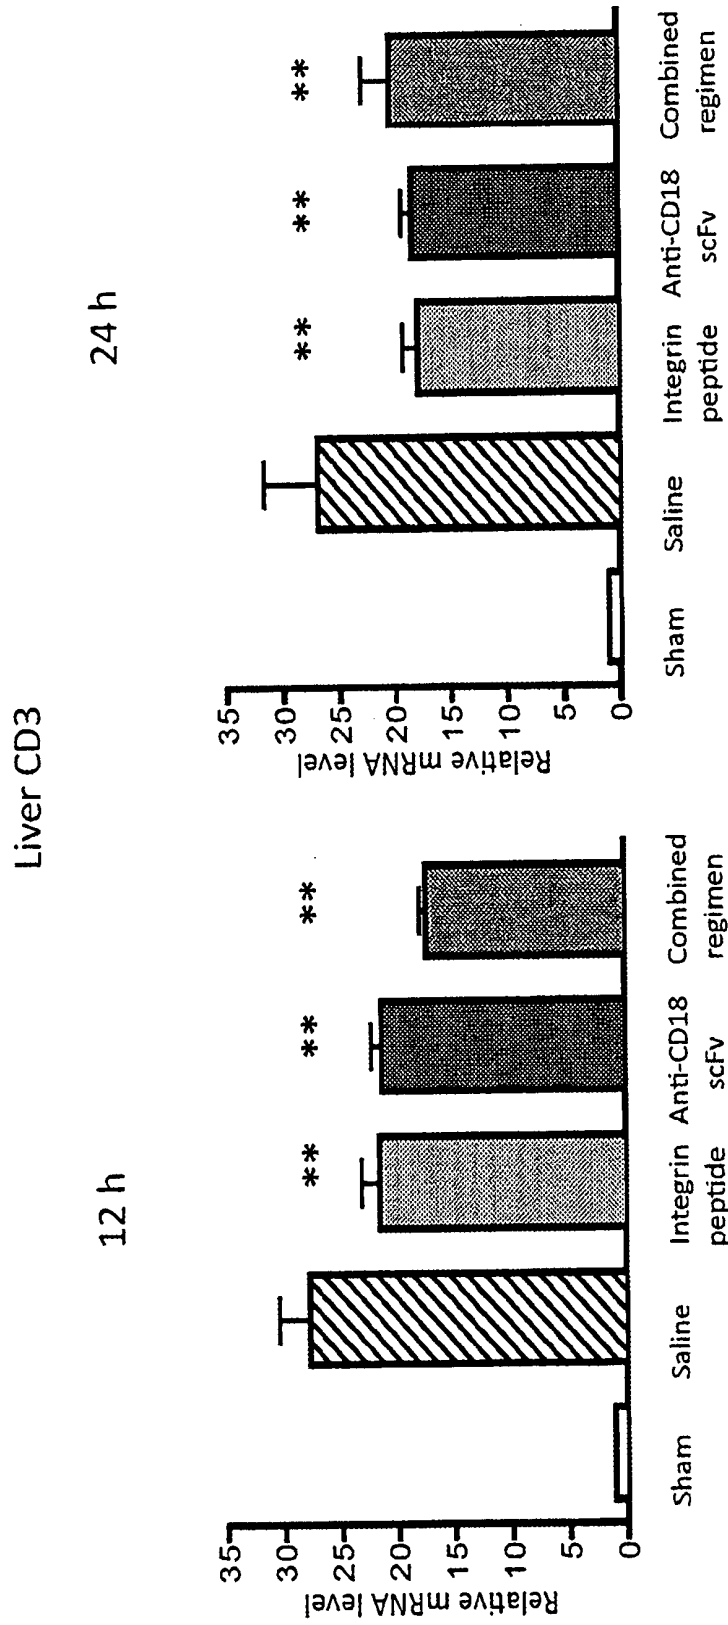 Liver CD3
12 h
Relative mRNA level
35
30
25
20
15
10
5
0
**
**
**
Sham
Saline
Integrin
peptide
Anti-CD18
scFv
Combined
regimen
24 h
Relative mRNA level
35
30
25
20
15
10
5
0
**
**
**
Sham
Saline
Integrin
peptide
Anti-CD18
scFv
Combined
regimen